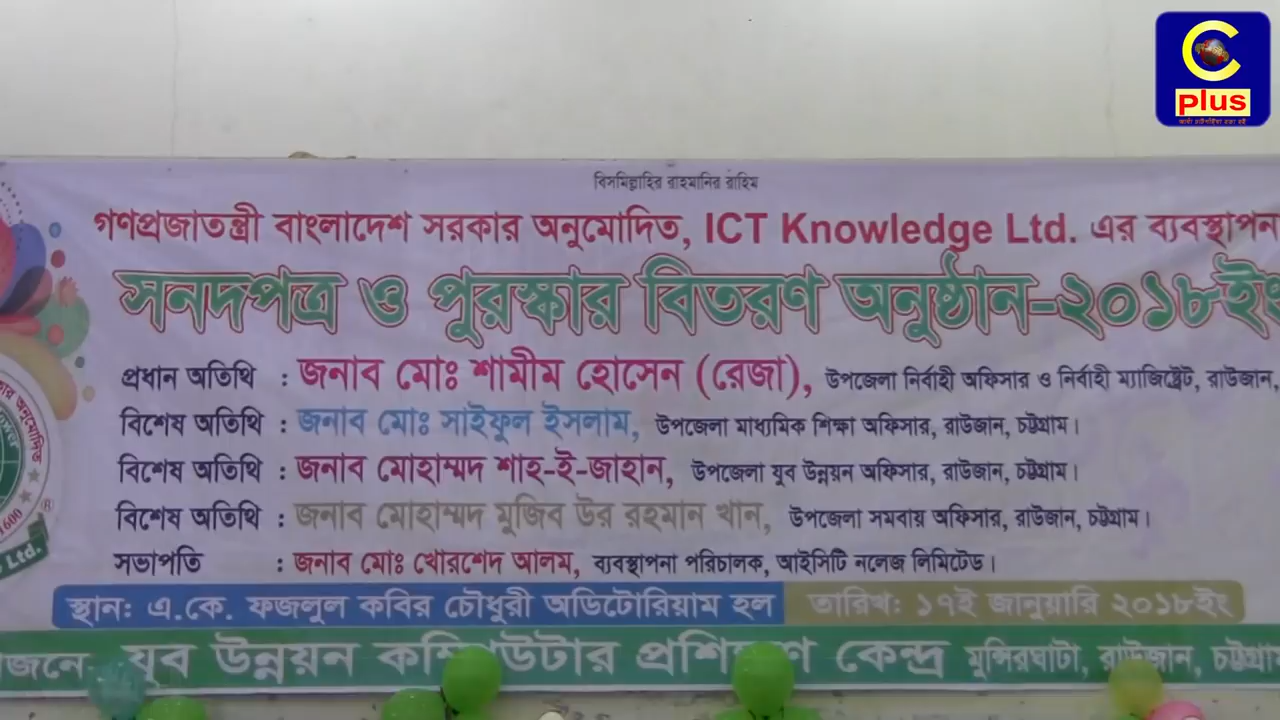 C
plus
বিসমিল্লাহির রাহমানির রাহিম
গণপ্রজাতন্ত্রী বাংলাদেশ সরকার অনুমোদিত, ICT Knowledge Ltd. এর ব্যবস্থাপন
সনদপত্র ও পুরস্কার বিতরণ অনুষ্ঠান-২০১৮ইং
প্রধান অতিথি : জনাব মোঃ শামীম হোসেন (রেজা), উপজেলা নির্বাহী অফিসার ও নির্বাহী ম্যাজিষ্ট্রেট, রাউজান,
বিশেষ অতিথি : জনাব মোঃ সাইফুল ইসলাম, উপজেলা মাধ্যমিক শিক্ষা অফিসার, রাউজান, চট্টগ্রাম।
বিশেষ অতিথি : জনাব মোহাম্মদ শাহ-ই-জাহান, উপজেলা যুব উন্নয়ন অফিসার, রাউজান, চট্টগ্রাম।
বিশেষ অতিথি : জনাব মোহাম্মদ মুজিব উর রহমান খান, উপজেলা সমবায় অফিসার, রাউজান, চট্টগ্রাম।
সভাপতি : জনাব মোঃ খোরশেদ আলম, ব্যবস্থাপনা পরিচালক, আইসিটি নলেজ লিমিটেড।
অনুমোদিত
1600
Ltd.
স্থান: এ.কে. ফজলুল কবির চৌধুরী অডিটোরিয়াম হল তারিখ: ১৭ই জানুয়ারি ২০১৮ইং
জনে- যুব উন্নয়ন কম্পিউটার প্রশিক্ষণ কেন্দ্র মুন্সিরঘাটা, রাউজান, চট্টগ্রাম